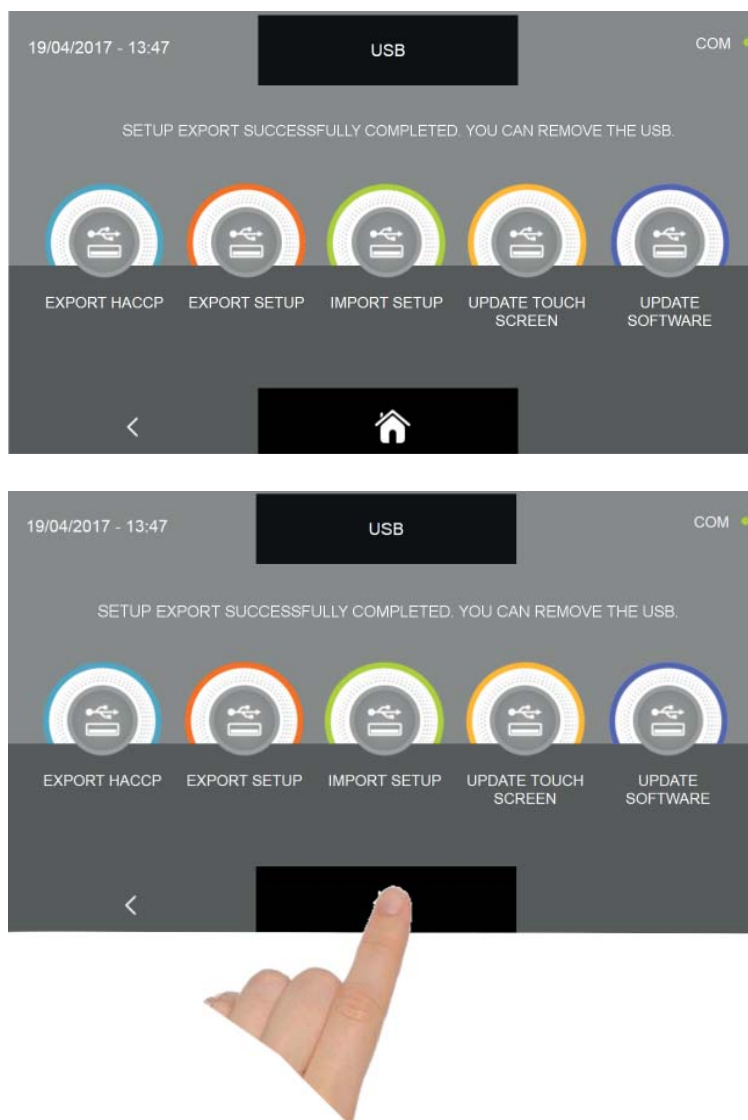 19/04/2017 - 13:47
USB
COM
SETUP EXPORT SUCCESSFULLY COMPLETED. YOU CAN REMOVE THE USB.
EXPORT HACCP
EXPORT SETUP
IMPORT SETUP
UPDATE TOUCH
SCREEN
UPDATE
SOFTWARE
<
19/04/2017 - 13:47
USB
COM
SETUP EXPORT SUCCESSFULLY COMPLETED. YOU CAN REMOVE THE USB.
EXPORT HACCP
EXPORT SETUP
IMPORT SETUP
UPDATE TOUCH
SCREEN
UPDATE
SOFTWARE
<